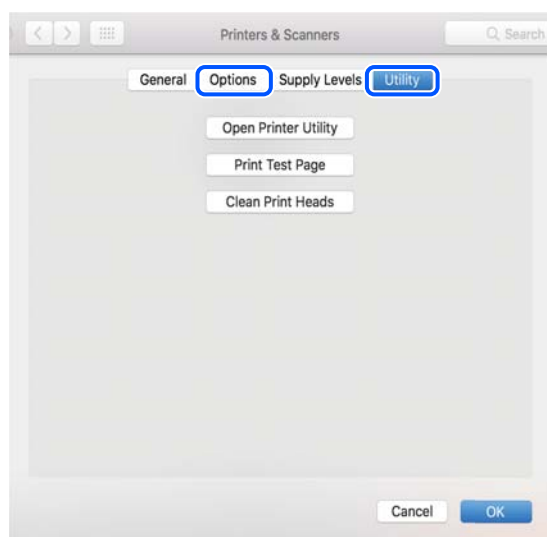 Printers & Scanners Search
General Options Supply Levels Utility
Open Printer Utility
Print Test Page
Clean Print Heads
Cancel OK